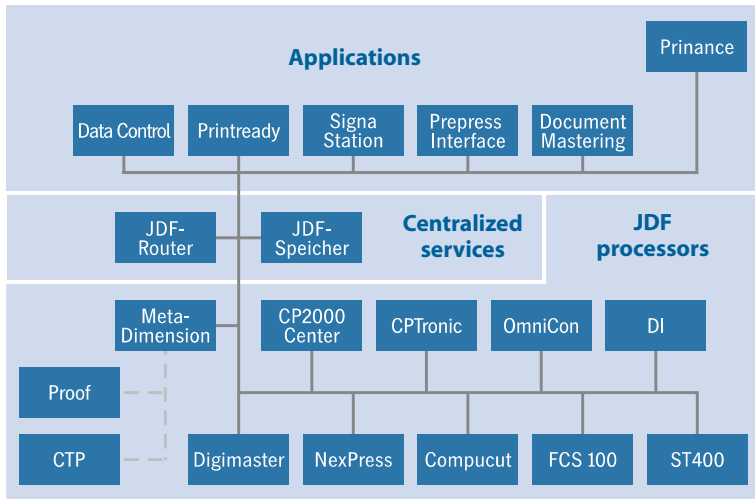 Prinance
Applications
Data Control
Printready
Signa
Station
Prepress
Interface
Document
Mastering
JDF-
Router
JDF-
Speicher
Centralized
services
JDF
processors
Meta-
Dimension
CP2000
Center
CPTronic
OmniCon
DI
Proof
CTP
Digimaster
NexPress
Compucut
FCS 100
ST400